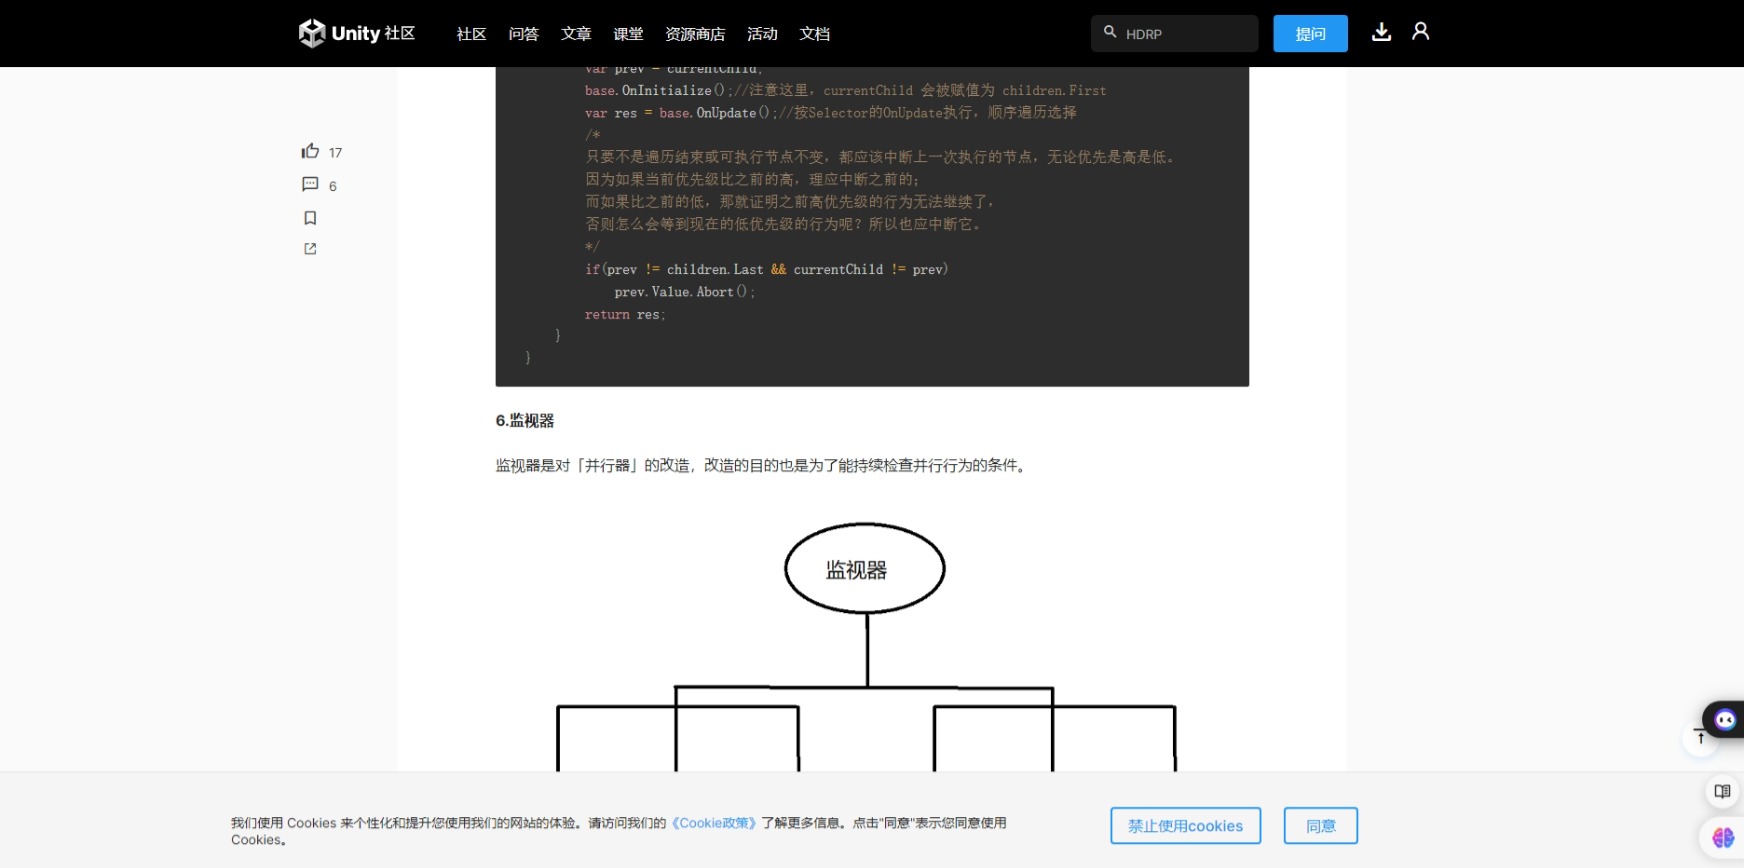 Unity 社区
社区 问答 文章 课堂 资源商店 活动 文档
HDRP
提问
17
6
var prev = currentChild;
base.OnInitialize();//注意这里，currentChild 会被赋值为 children.First
var res = base.OnUpdate();//按Selector的OnUpdate执行，顺序遍历选择
/*
只要不是遍历结束或可执行节点不变，都应该中断上一次执行的节点，无论优先是高是低。
因为如果当前优先级比之前的高，理应中断之前的；
而如果比之前的低，那就证明之前高优先级的行为无法继续了，
否则怎么会等到现在的低优先级的行为呢？所以也应中断它。
*/
if(prev != children.Last && currentChild != prev)
prev.Value.Abort();
return res;
}
}
6.监视器
监视器是对「并行器」的改造，改造的目的也是为了能持续检查并行行为的条件。
监视器
我们使用 Cookies 来个性化和提升您使用我们的网站的体验。请访问我们的《Cookie政策》了解更多信息。点击"同意"表示您同意使用
Cookies。
禁止使用cookies
同意